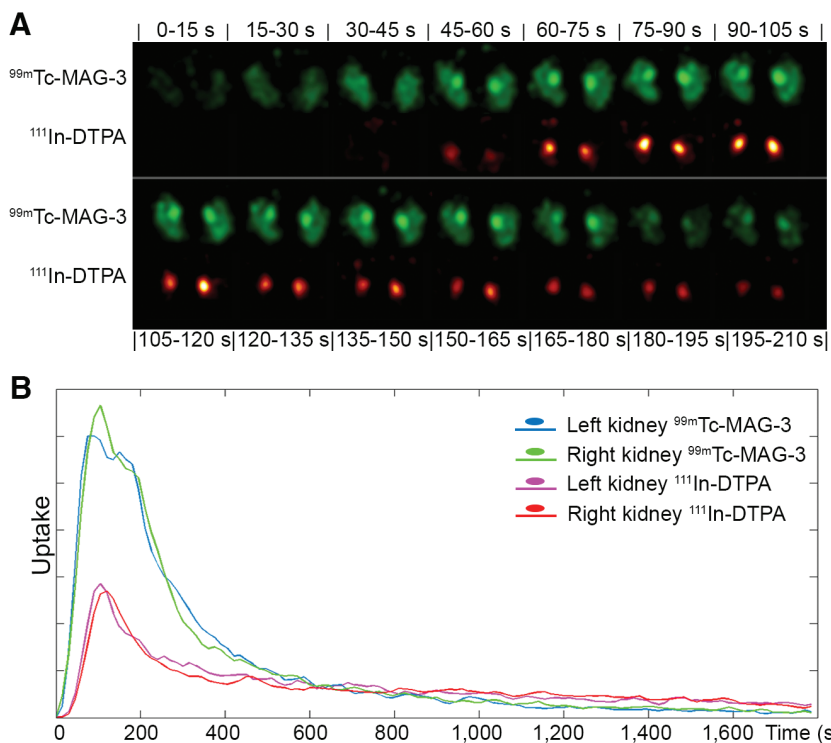 A
| 0-15 s | 15-30 s | 30-45 s | 45-60 s | 60-75 s | 75-90 s | 90-105 s |
⁹⁹ᵐTc-MAG-3
¹¹¹In-DTPA
⁹⁹ᵐTc-MAG-3
¹¹¹In-DTPA
|105-120 s|120-135 s|135-150 s|150-165 s|165-180 s|180-195 s|195-210 s|
B
Left kidney ⁹⁹ᵐTc-MAG-3
Right kidney ⁹⁹ᵐTc-MAG-3
Left kidney ¹¹¹In-DTPA
Right kidney ¹¹¹In-DTPA
Uptake
0 200 400 600 800 1,000 1,200 1,400 1,600 Time (s